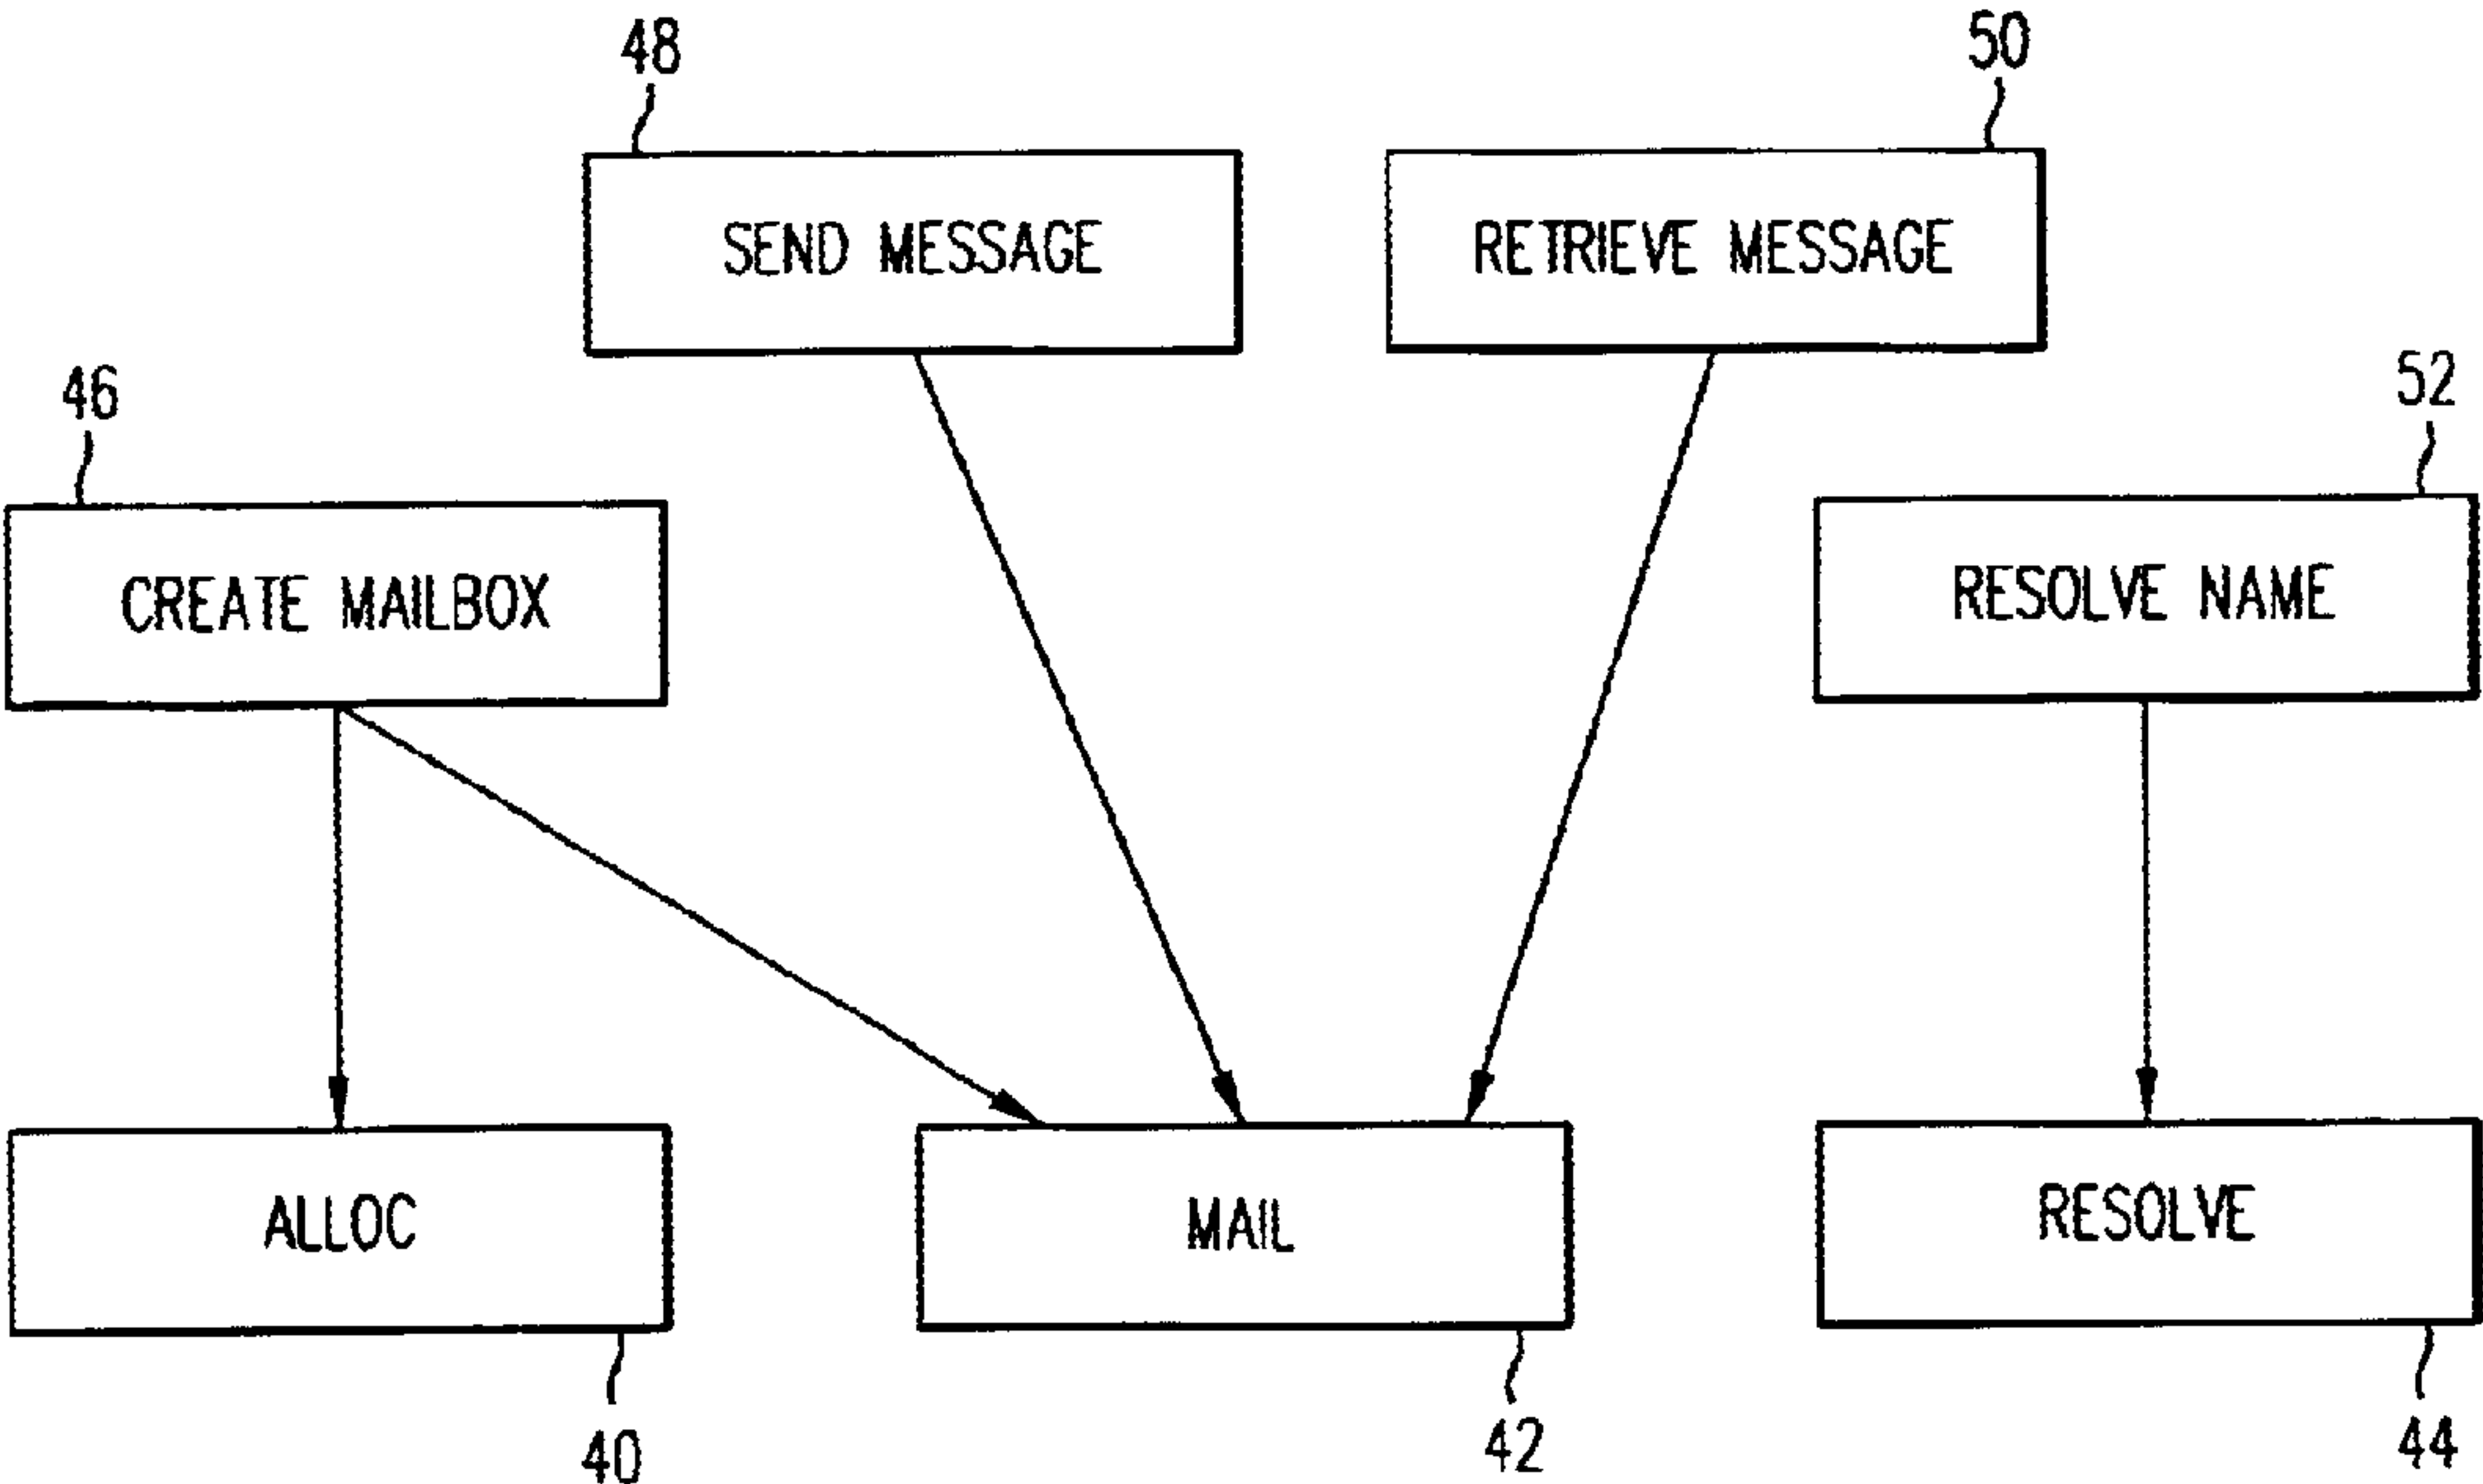 48
50
SEND MESSAGE
RETRIEVE MESSAGE
46
52
CREATE MAILBOX
RESOLVE NAME
ALLOC
MAIL
RESOLVE
40
42
44